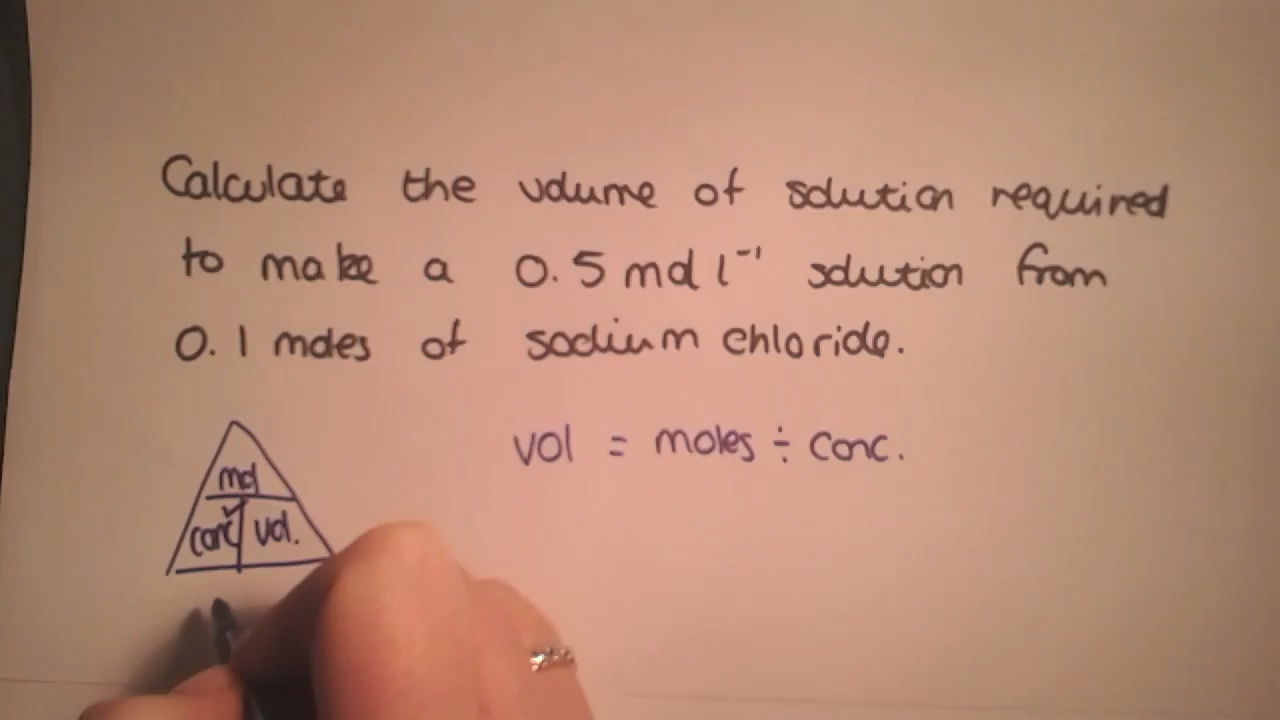 Calculate the volume of solution required
to make a 0.5 mol l⁻¹ solution from
0.1 moles of sodium chloride.
vol = moles ÷ conc.
mol
conc vol.